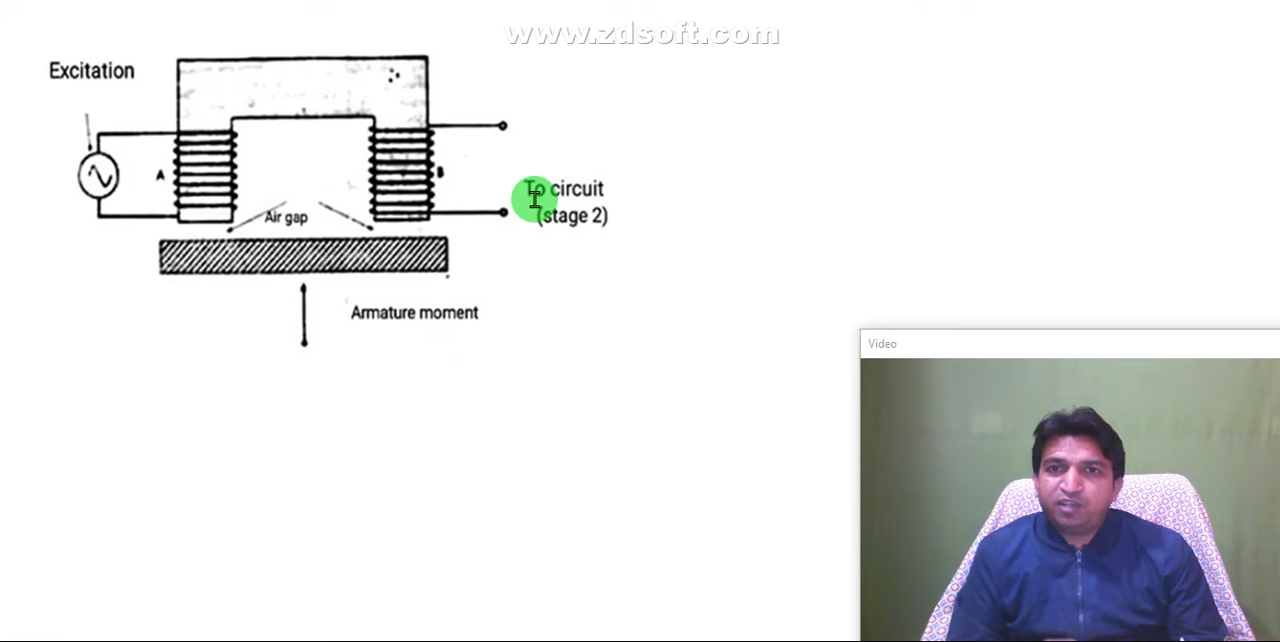 www.zdsoft.com
Excitation
A
B
To circuit
(stage 2)
Air gap
Armature moment
Video